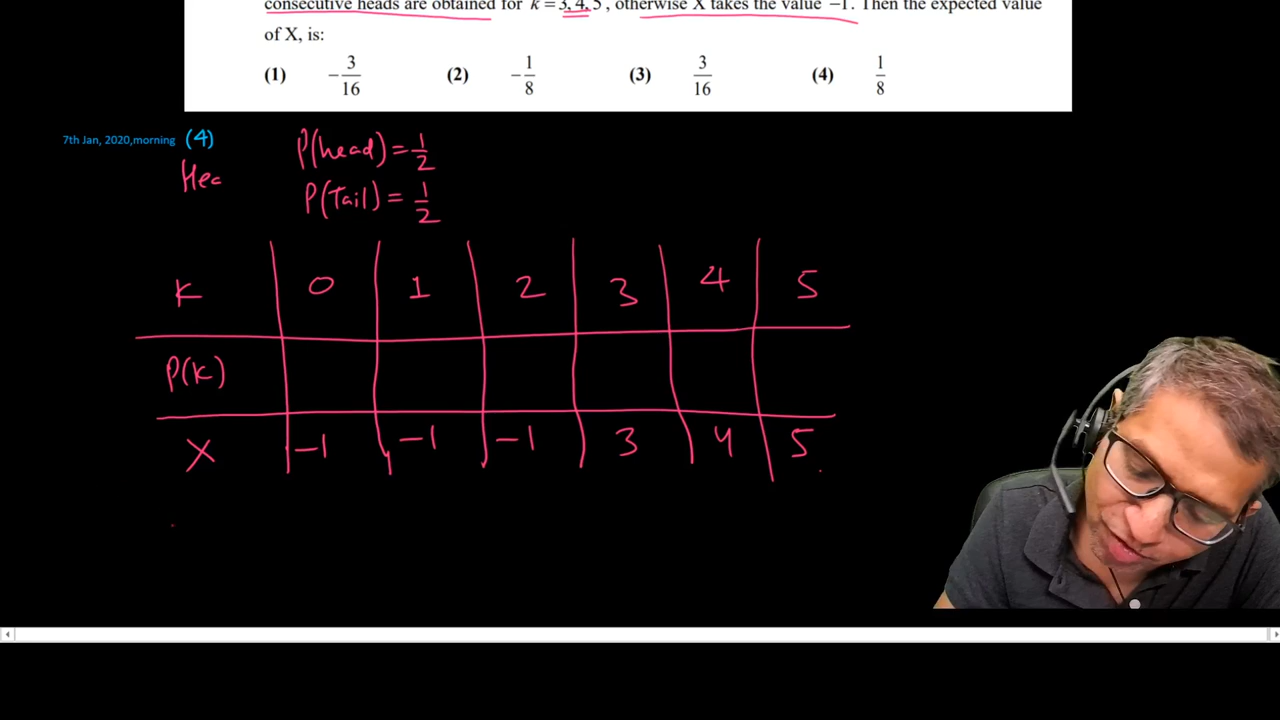 consecutive heads are obtained for k = 3, 4, 5 , otherwise X takes the value −1. Then the expected value
of X, is:
(1) −3/16 (2) −1/8 (3) 3/16 (4) 1/8
7th Jan, 2020,morning (4)
P(head) = 1/2
Hea
P(Tail) = 1/2
K 0 1 2 3 4 5
P(K)
X −1 −1 −1 3 4 5